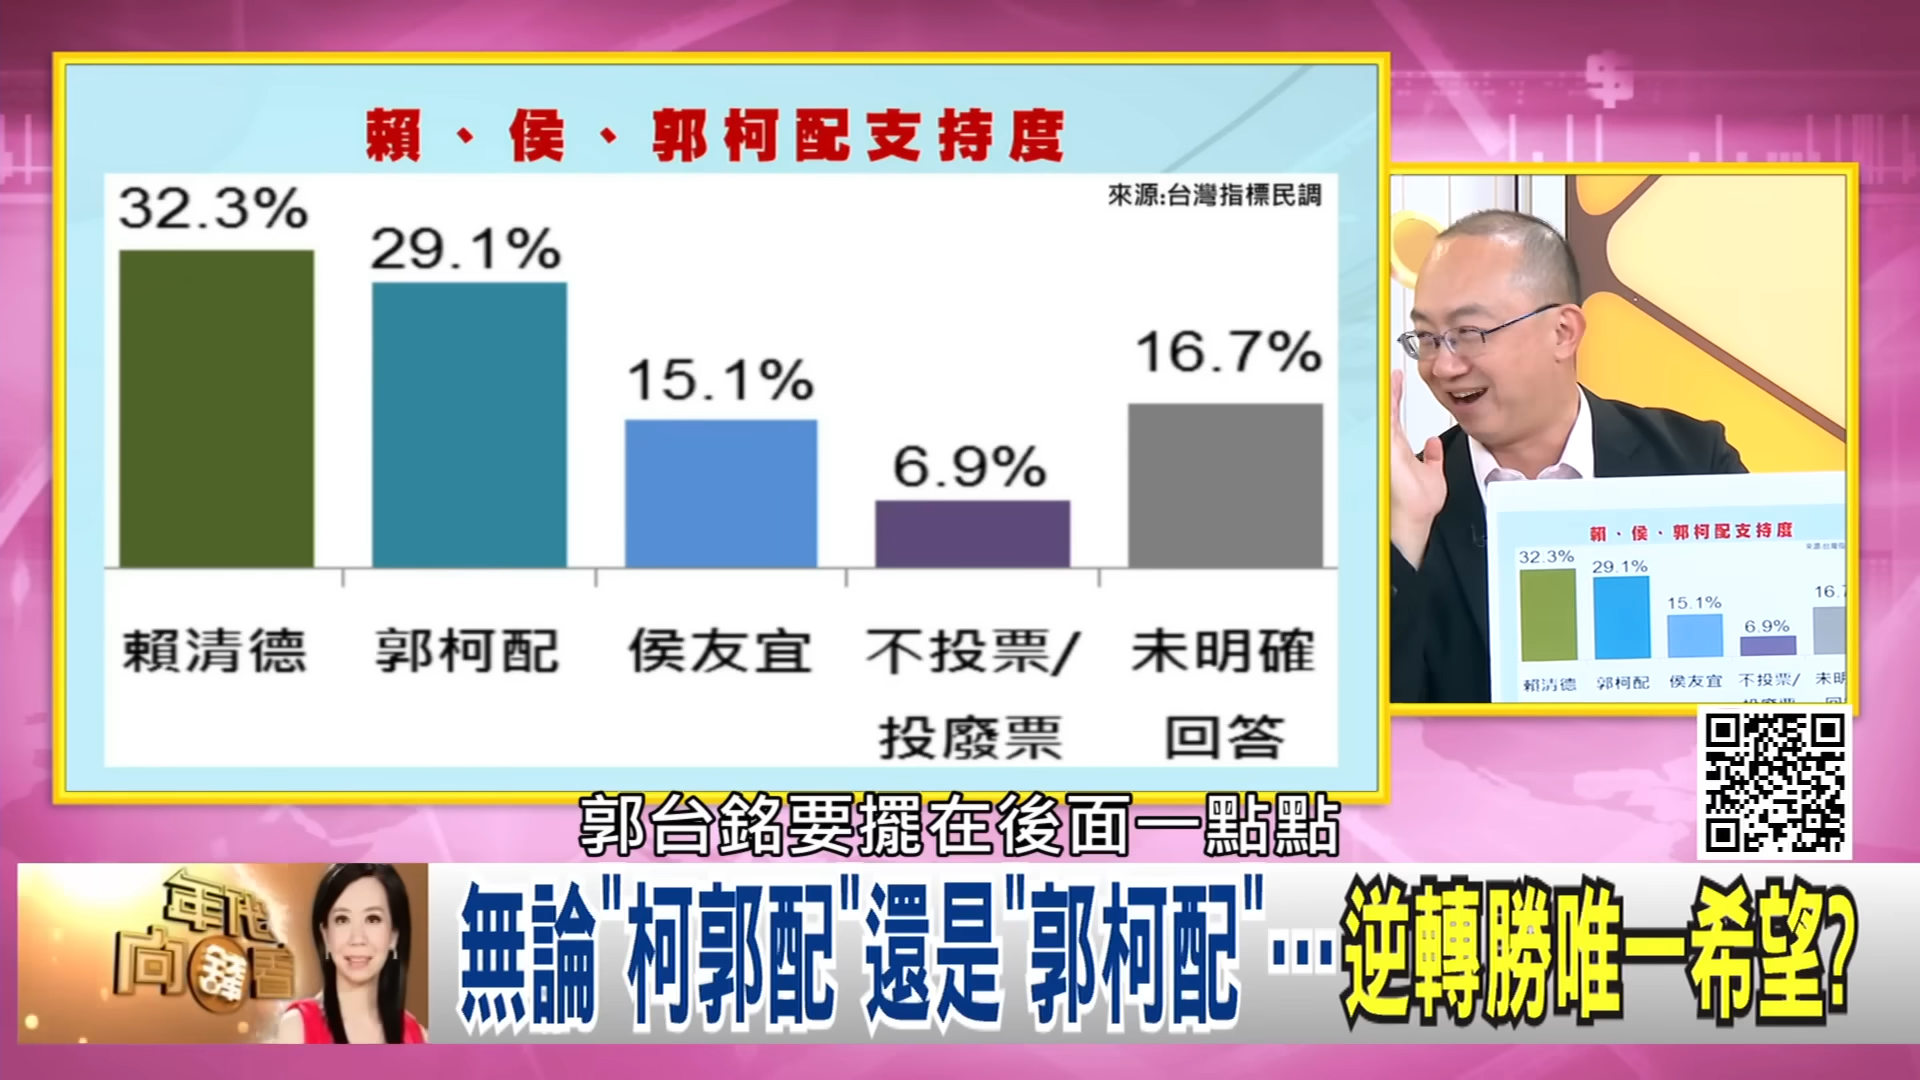 賴、侯、郭柯配支持度
來源:台灣指標民調
32.3%
29.1%
15.1%
6.9%
16.7%
賴清德
郭柯配
侯友宜
不投票/
投廢票
未明確
回答
賴、侯、郭柯配支持度
32.3%
29.1%
15.1%
6.9%
16.7
賴清德
郭柯配
侯友宜
不投票/
郭台銘要擺在後面一點點
年代
向錢看
無論"柯郭配"還是"郭柯配"…逆轉勝唯一希望?